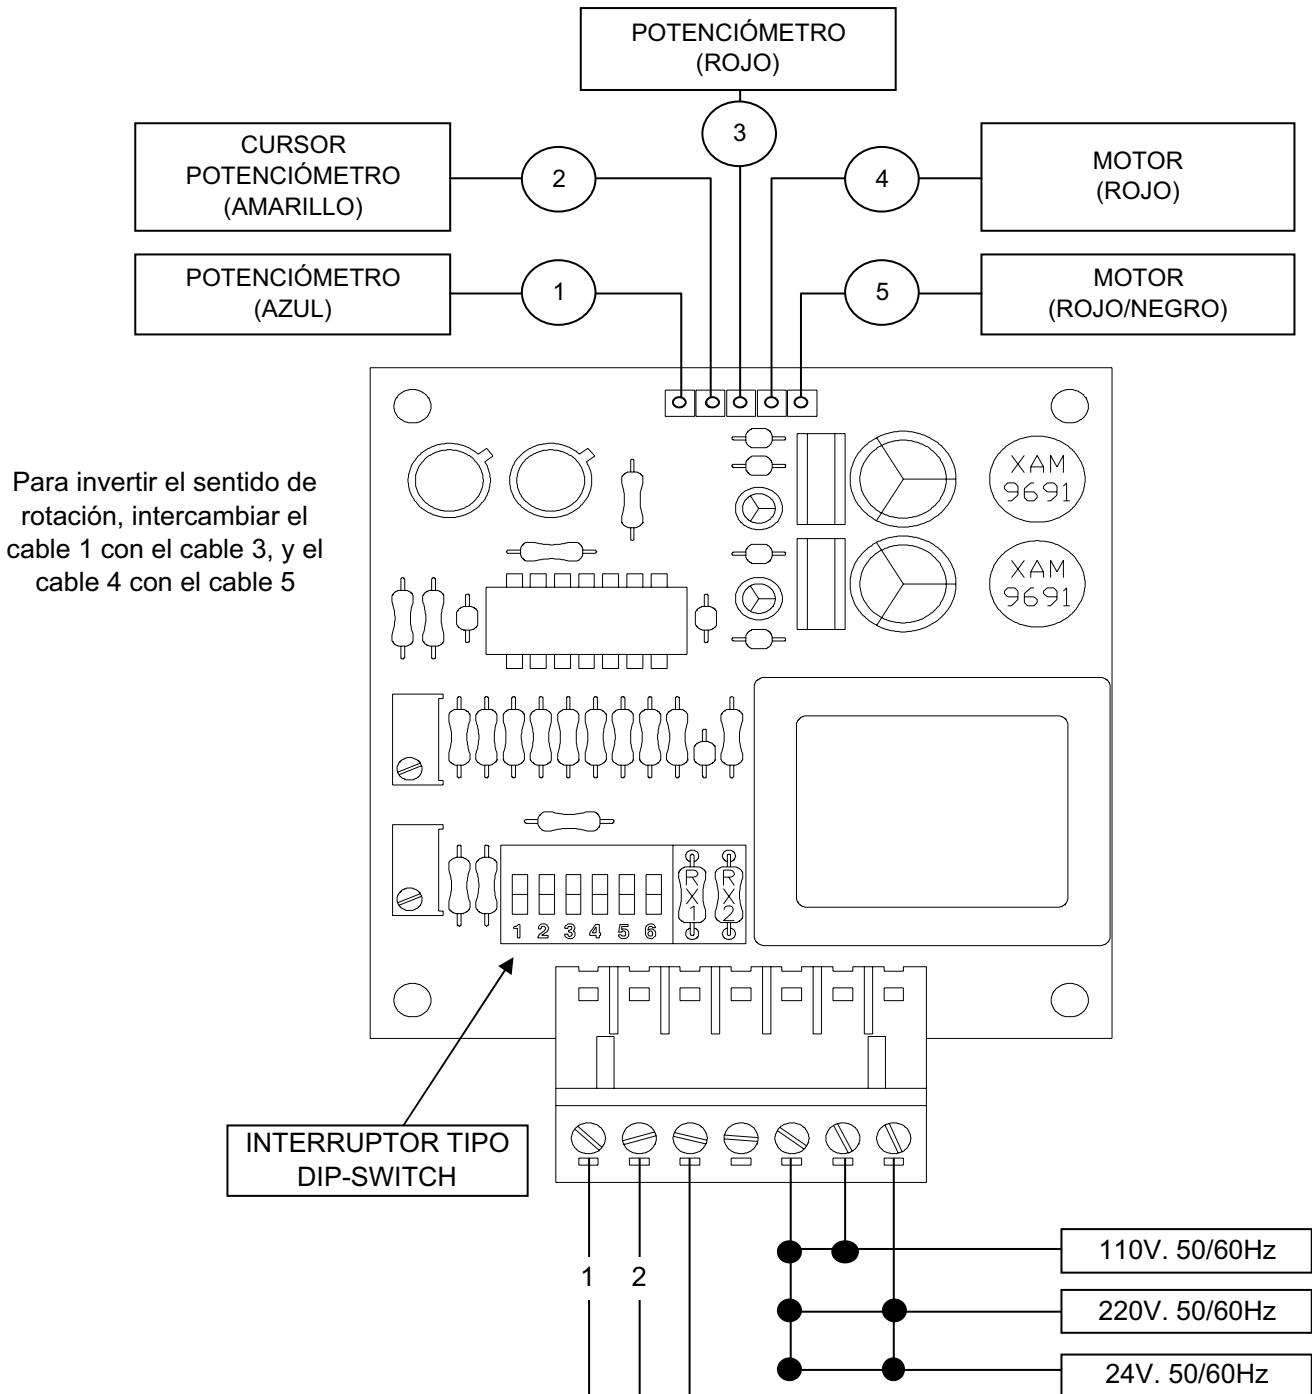 POTENCIÓMETRO
(ROJO)
3
CURSOR
POTENCIÓMETRO
(AMARILLO)
2
4
MOTOR
(ROJO)
POTENCIÓMETRO
(AZUL)
1
5
MOTOR
(ROJO/NEGRO)
Para invertir el sentido de
rotación, intercambiar el
cable 1 con el cable 3, y el
cable 4 con el cable 5
XAM
9691
XAM
9691
RX1
RX2
1 2 3 4 5 6
INTERRUPTOR TIPO
DIP-SWITCH
1 2
110V. 50/60Hz
220V. 50/60Hz
24V. 50/60Hz